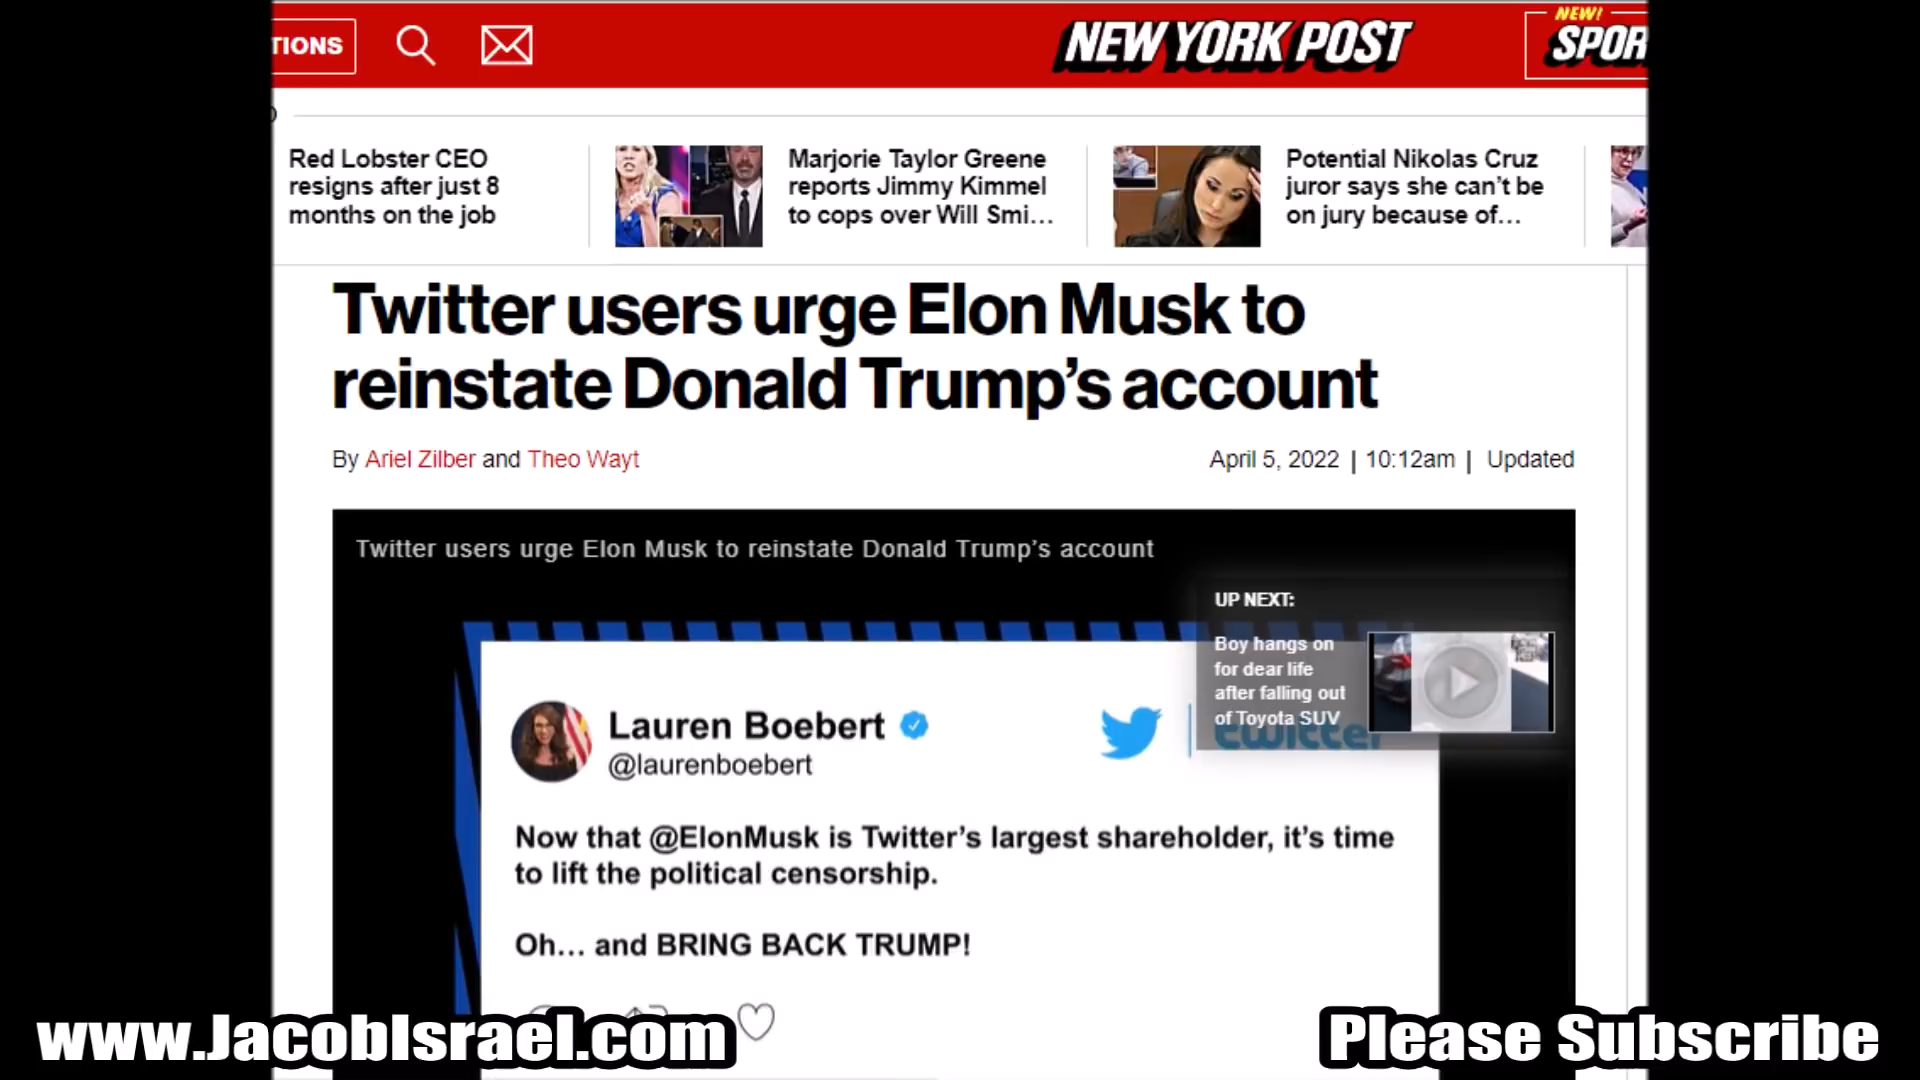 TIONS
NEW YORK POST
NEW!
SPOR
Red Lobster CEO
resigns after just 8
months on the job
Marjorie Taylor Greene
reports Jimmy Kimmel
to cops over Will Smi...
Potential Nikolas Cruz
juror says she can't be
on jury because of...
Twitter users urge Elon Musk to
reinstate Donald Trump's account
By Ariel Zilber and Theo Wayt
April 5, 2022 | 10:12am | Updated
Twitter users urge Elon Musk to reinstate Donald Trump's account
UP NEXT:
Boy hangs on
for dear life
after falling out
of Toyota SUV
twitter
Lauren Boebert
@laurenboebert
Now that @ElonMusk is Twitter's largest shareholder, it's time
to lift the political censorship.
Oh... and BRING BACK TRUMP!
www.JacobIsrael.com
Please Subscribe